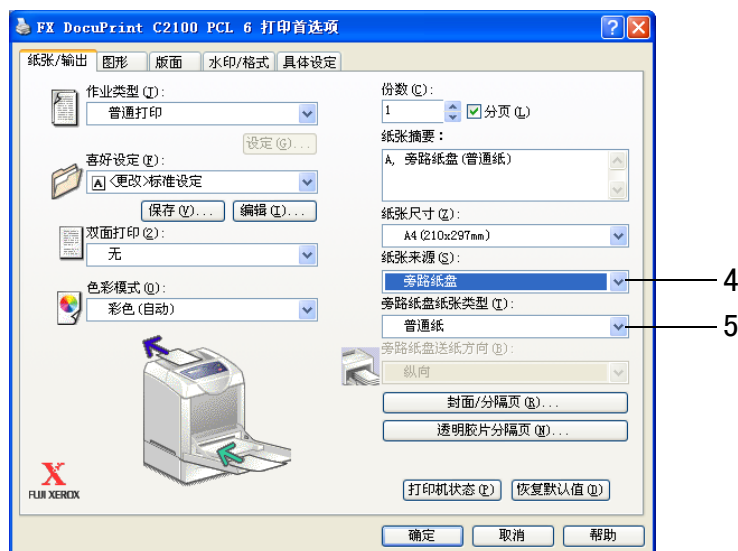 FX DocuPrint C2100 PCL 6 打印首选项
纸张/输出 图形 版面 水印/格式 具体设定
作业类型(J):
普通打印
设定(G)...
喜好设定(F):
A <更改>标准设定
保存(V)... 编辑(I)...
双面打印(2):
无
色彩模式(O):
彩色(自动)
份数(C):
1 分页(L)
纸张摘要:
A, 旁路纸盘(普通纸)
纸张尺寸(Z):
A4(210x297mm)
纸张来源(S):
旁路纸盘 4
旁路纸盘纸张类型(T):
普通纸 5
旁路纸盘送纸方向(B):
纵向
封面/分隔页(R)...
透明胶片分隔页(N)...
X
FUJI XEROX
打印机状态(P) 恢复默认值(D)
确定 取消 帮助